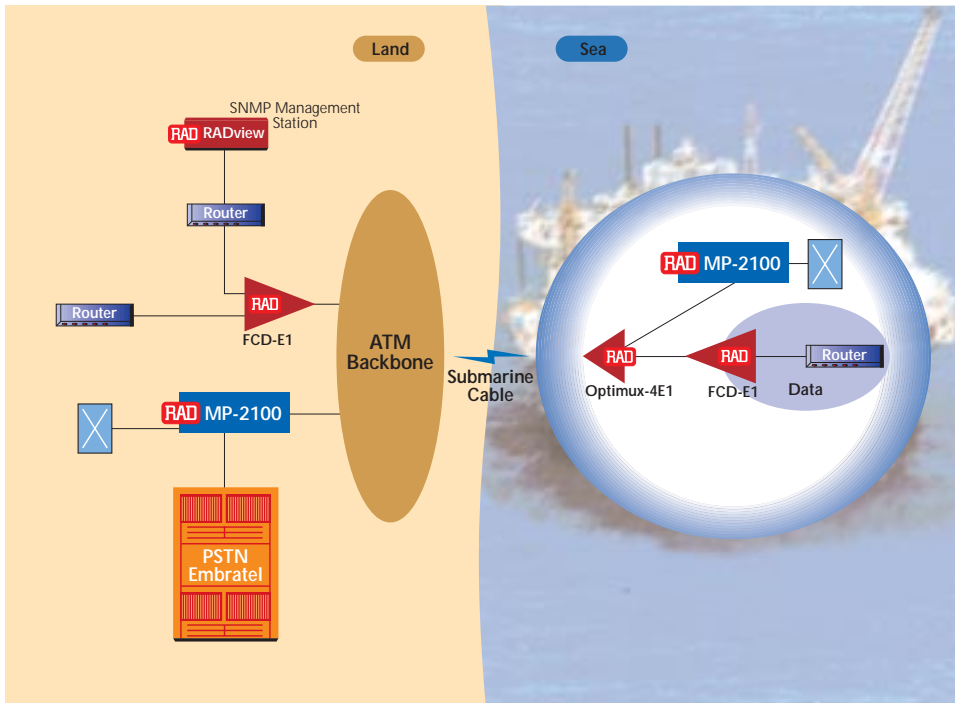 Land
Sea
SNMP Management
Station
RAD RADview
Router
RAD MP-2100
Router
RAD
FCD-E1
ATM
Backbone
Submarine
Cable
RAD
RAD
Router
Optimux-4E1
FCD-E1
Data
RAD MP-2100
PSTN
Embratel